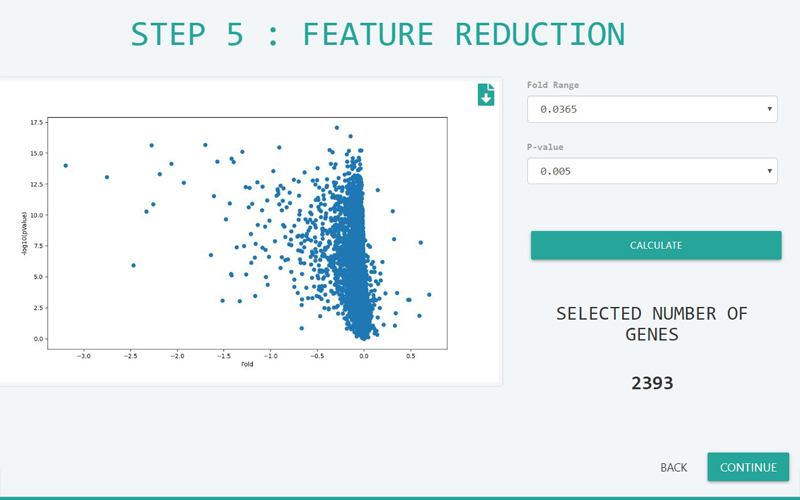 STEP 5 : FEATURE REDUCTION
Fold Range
0.0365
P-value
0.005
CALCULATE
SELECTED NUMBER OF
GENES
2393
BACK
CONTINUE
17.5
15.0
12.5
10.0
7.5
5.0
2.5
0.0
-log10(pvalue)
−3.0 −2.5 −2.0 −1.5 −1.0 −0.5 0.0 0.5
Fold